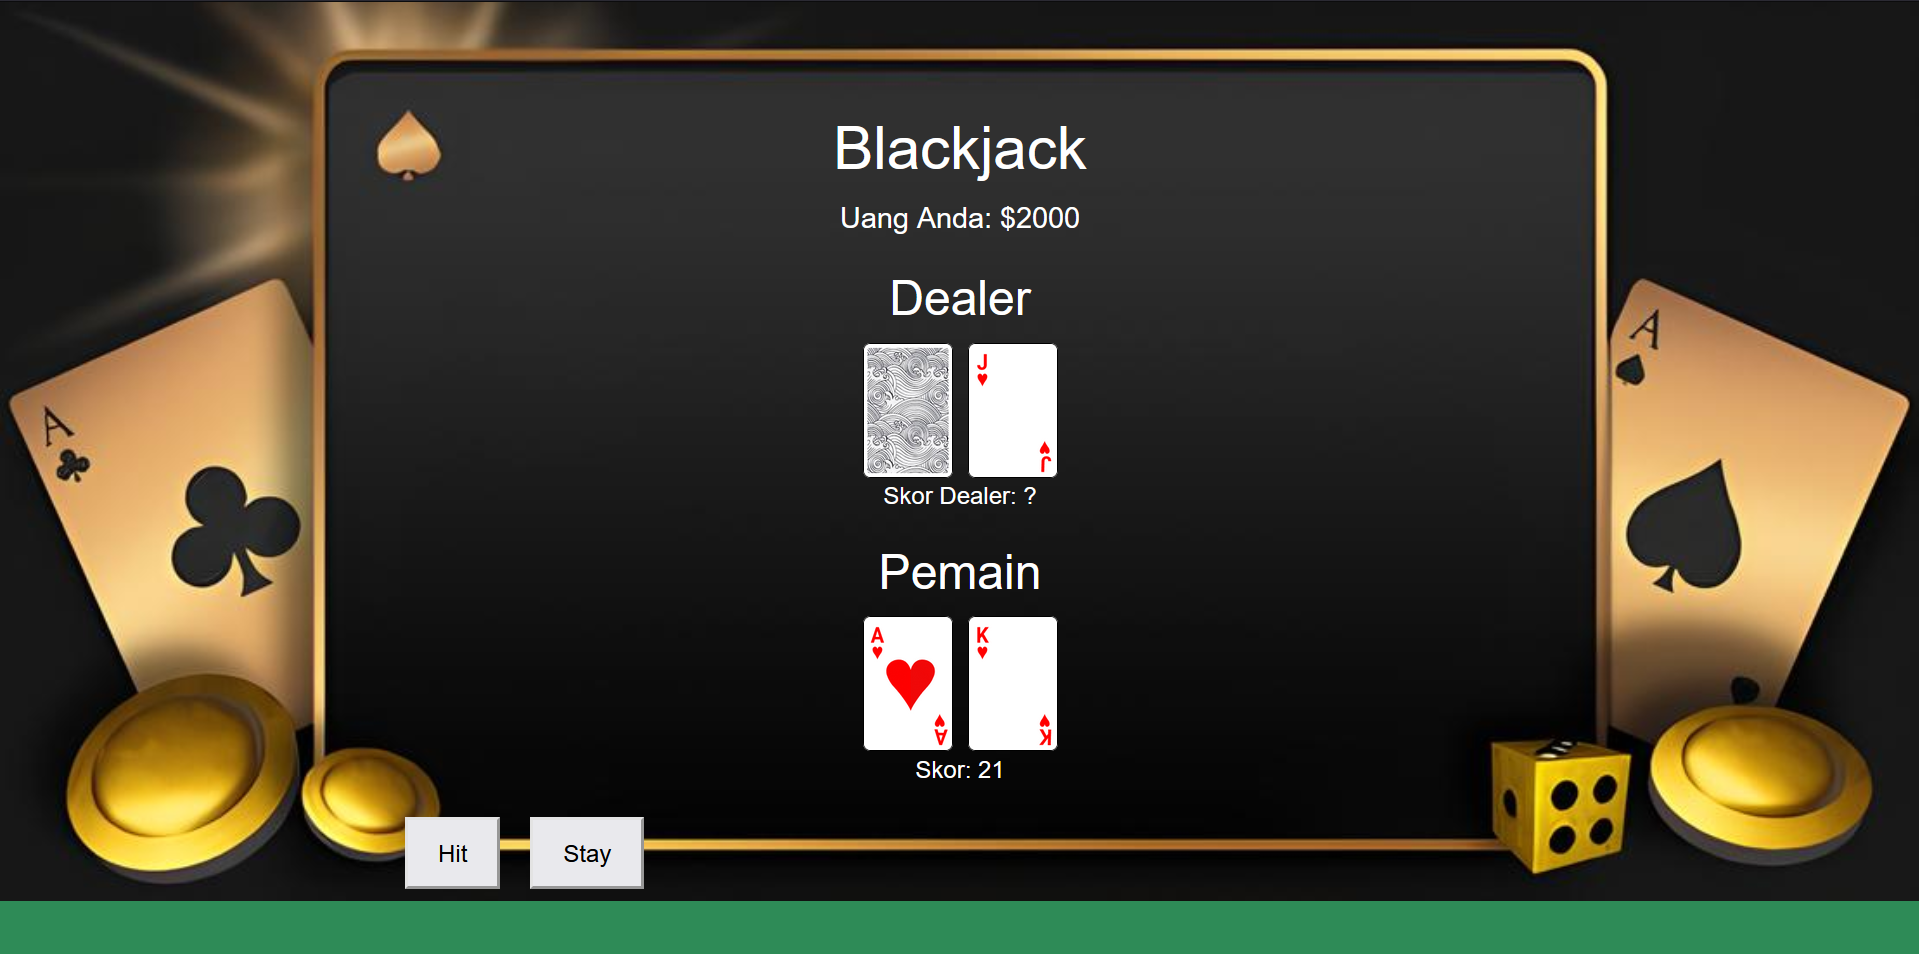 Blackjack
Uang Anda: $2000
Dealer
J
J
Skor Dealer: ?
Pemain
A
A
K
K
Skor: 21
A
A
Hit
Stay